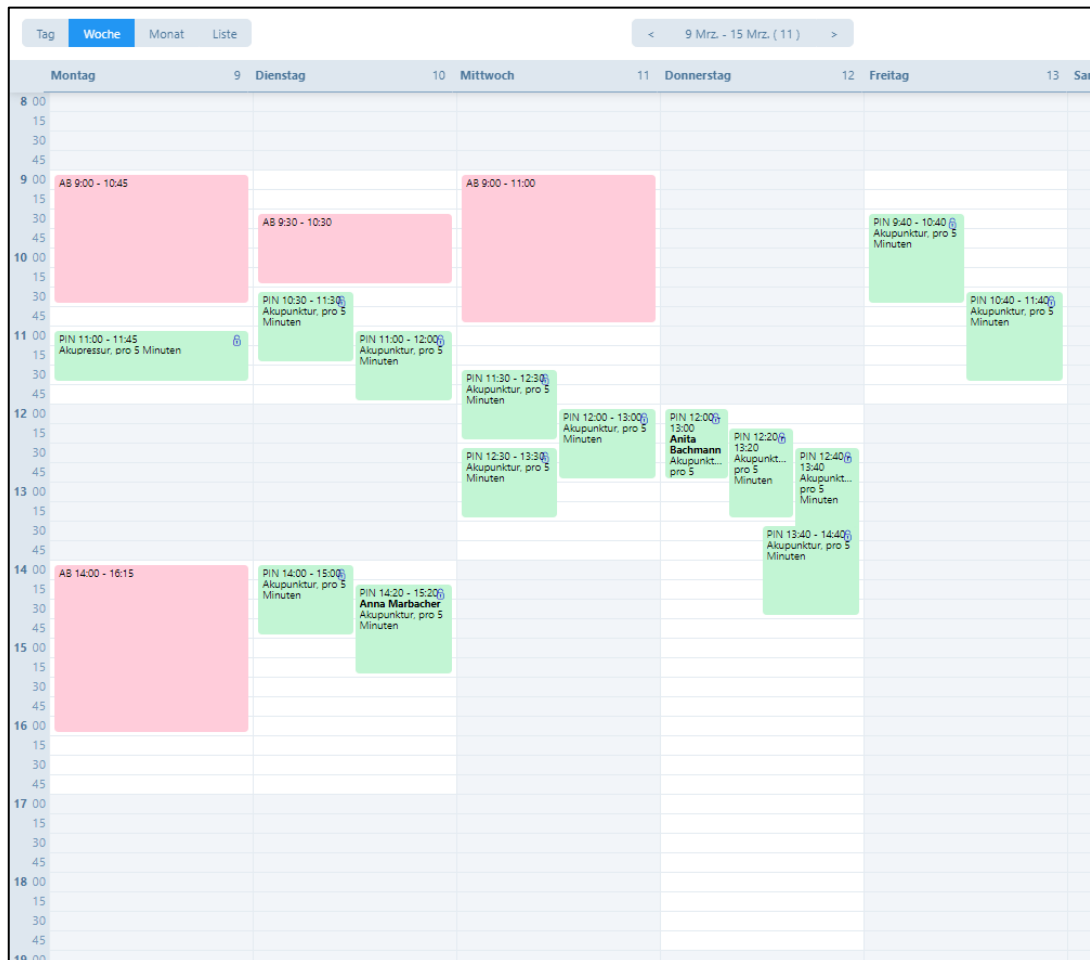 Tag Woche Monat Liste
< 9 Mrz. - 15 Mrz. ( 11 ) >
Montag 9 Dienstag 10 Mittwoch 11 Donnerstag 12 Freitag 13
8 00
15
30
45
9 00
15
30
45
10 00
15
30
45
11 00
15
30
45
12 00
15
30
45
13 00
15
30
45
14 00
15
30
45
15 00
15
30
45
16 00
15
30
45
17 00
15
30
45
18 00
15
30
45
19 00
AB 9:00 - 10:45
PIN 11:00 - 11:45
Akupressur, pro 5 Minuten
AB 14:00 - 16:15
AB 9:30 - 10:30
PIN 10:30 - 11:30
Akupunktur, pro 5
Minuten
PIN 11:00 - 12:00
Akupunktur, pro 5
Minuten
PIN 14:00 - 15:00
Akupunktur, pro 5
Minuten
PIN 14:20 - 15:20
Anna Marbacher
Akupunktur, pro 5
Minuten
AB 9:00 - 11:00
PIN 11:30 - 12:30
Akupunktur, pro 5
Minuten
PIN 12:00 - 13:00
Akupunktur, pro 5
Minuten
PIN 12:30 - 13:30
Akupunktur, pro 5
Minuten
PIN 12:00 -
13:00
Anita
Bachmann
Akupunkt...
pro 5
PIN 12:20 -
13:20
Akupunkt...
pro 5
Minuten
PIN 12:40 -
13:40
Akupunkt...
pro 5
Minuten
PIN 13:40 - 14:40
Akupunktur, pro 5
Minuten
PIN 9:40 - 10:40
Akupunktur, pro 5
Minuten
PIN 10:40 - 11:40
Akupunktur, pro 5
Minuten